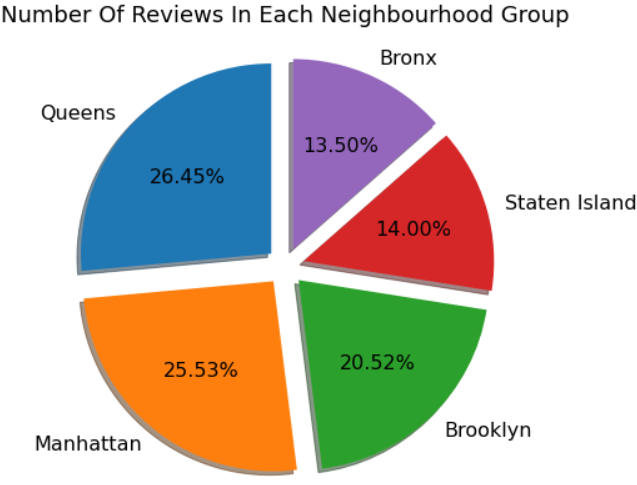 Number Of Reviews In Each Neighbourhood Group
Bronx
Queens
13.50%
26.45%
Staten Island
14.00%
20.52%
25.53%
Brooklyn
Manhattan